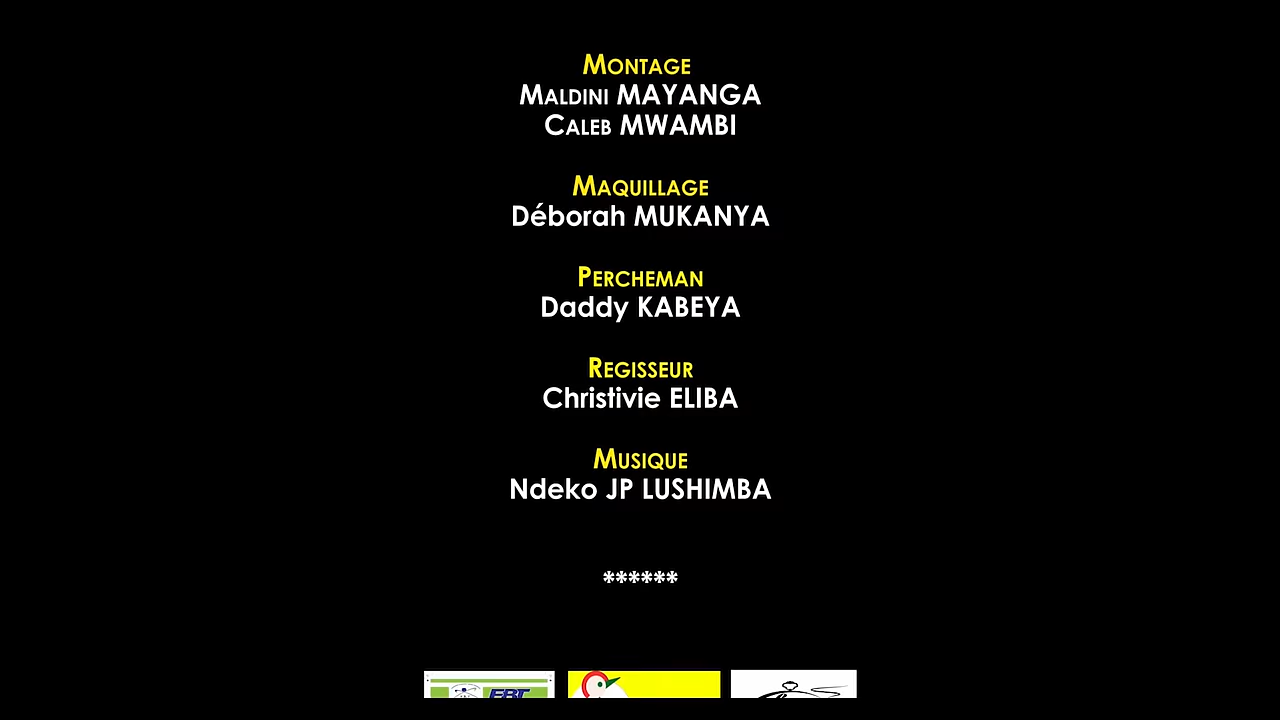 MONTAGE
MALDINI MAYANGA
CALEB MWAMBI
MAQUILLAGE
Déborah MUKANYA
PERCHEMAN
Daddy KABEYA
REGISSEUR
Christivie ELIBA
MUSIQUE
Ndeko JP LUSHIMBA
******